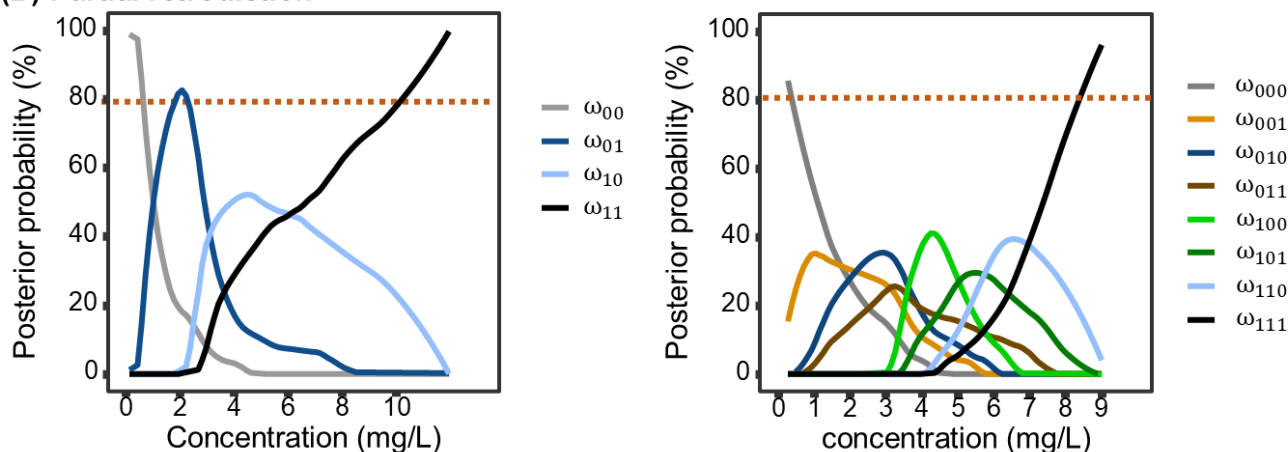 Posterior probability (%)
100
80
60
40
20
0
0 2 4 6 8 10
Concentration (mg/L)
ω00
ω01
ω10
ω11
Posterior probability (%)
100
80
60
40
20
0
0 1 2 3 4 5 6 7 8 9
concentration (mg/L)
ω000
ω001
ω010
ω011
ω100
ω101
ω110
ω111